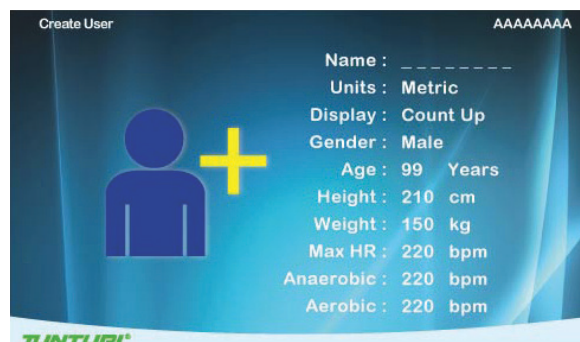 Create User AAAAAAAA
Name : _ _ _ _ _ _ _ _
Units : Metric
Display : Count Up
Gender : Male
Age : 99 Years
Height : 210 cm
Weight : 150 kg
Max HR : 220 bpm
Anaerobic : 220 bpm
Aerobic : 220 bpm
TUNTURI®